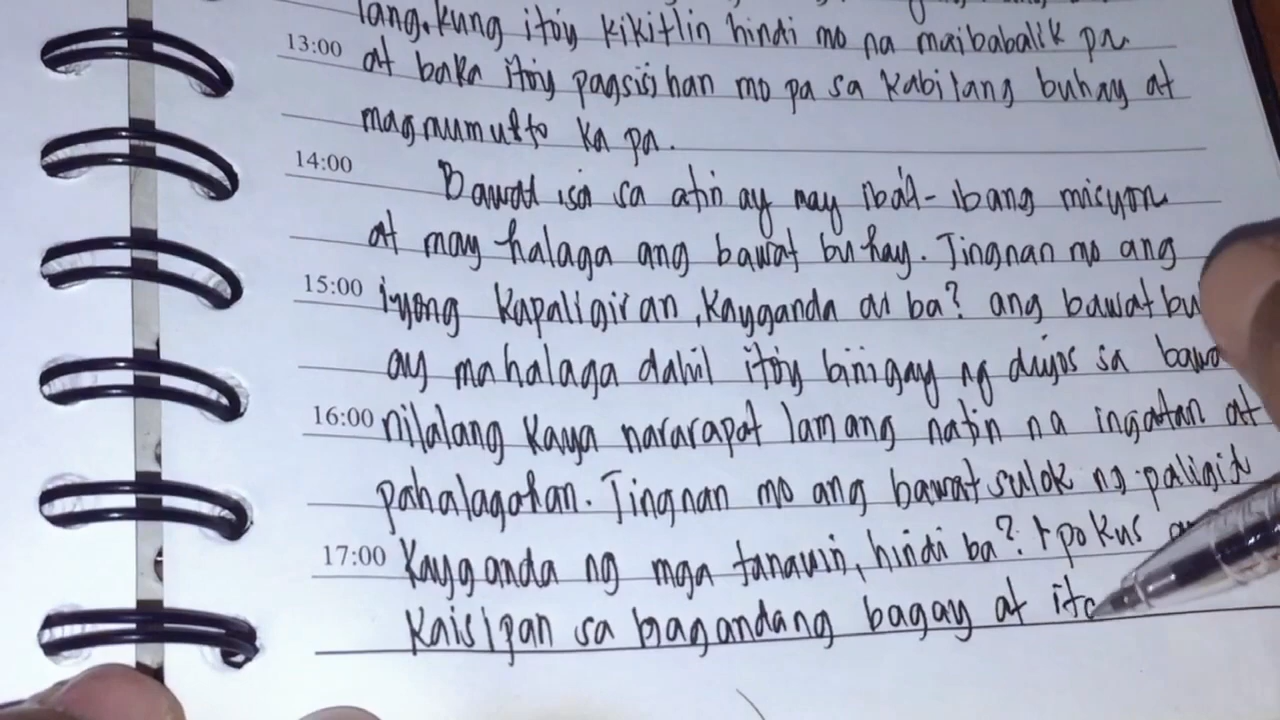 lang. kung itoy kikitlin hindi mo na maibabalik pa
13:00 at baka itoy pagsisihan mo pa sa kabilang buhay at
magmumulto ka pa.
14:00
Bawat isa sa atin ay may iba't-ibang misyon
at may halaga ang bawat buhay. Tingnan mo ang
15:00 iyong kapaligiran, kayganda di ba? ang bawat bu
ay mahalaga dahil itoy binigay ng diyos sa bawa
16:00 nilalang kaya nararapat lamang natin na ingatan at
pahalagahan. Tingnan mo ang bawat sulok ng paligid
17:00 Kayganda ng mga tanawin, hindi ba? Ipokus
Kaisipan sa magandang bagay at ito